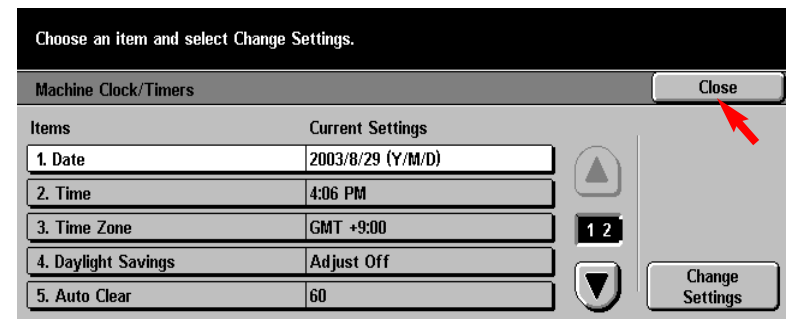 Choose an item and select Change Settings.
Machine Clock/Timers
Close
Items Current Settings
1. Date 2003/8/29 (Y/M/D)
2. Time 4:06 PM
3. Time Zone GMT +9:00
1 2
4. Daylight Savings Adjust Off
5. Auto Clear 60
Change
Settings